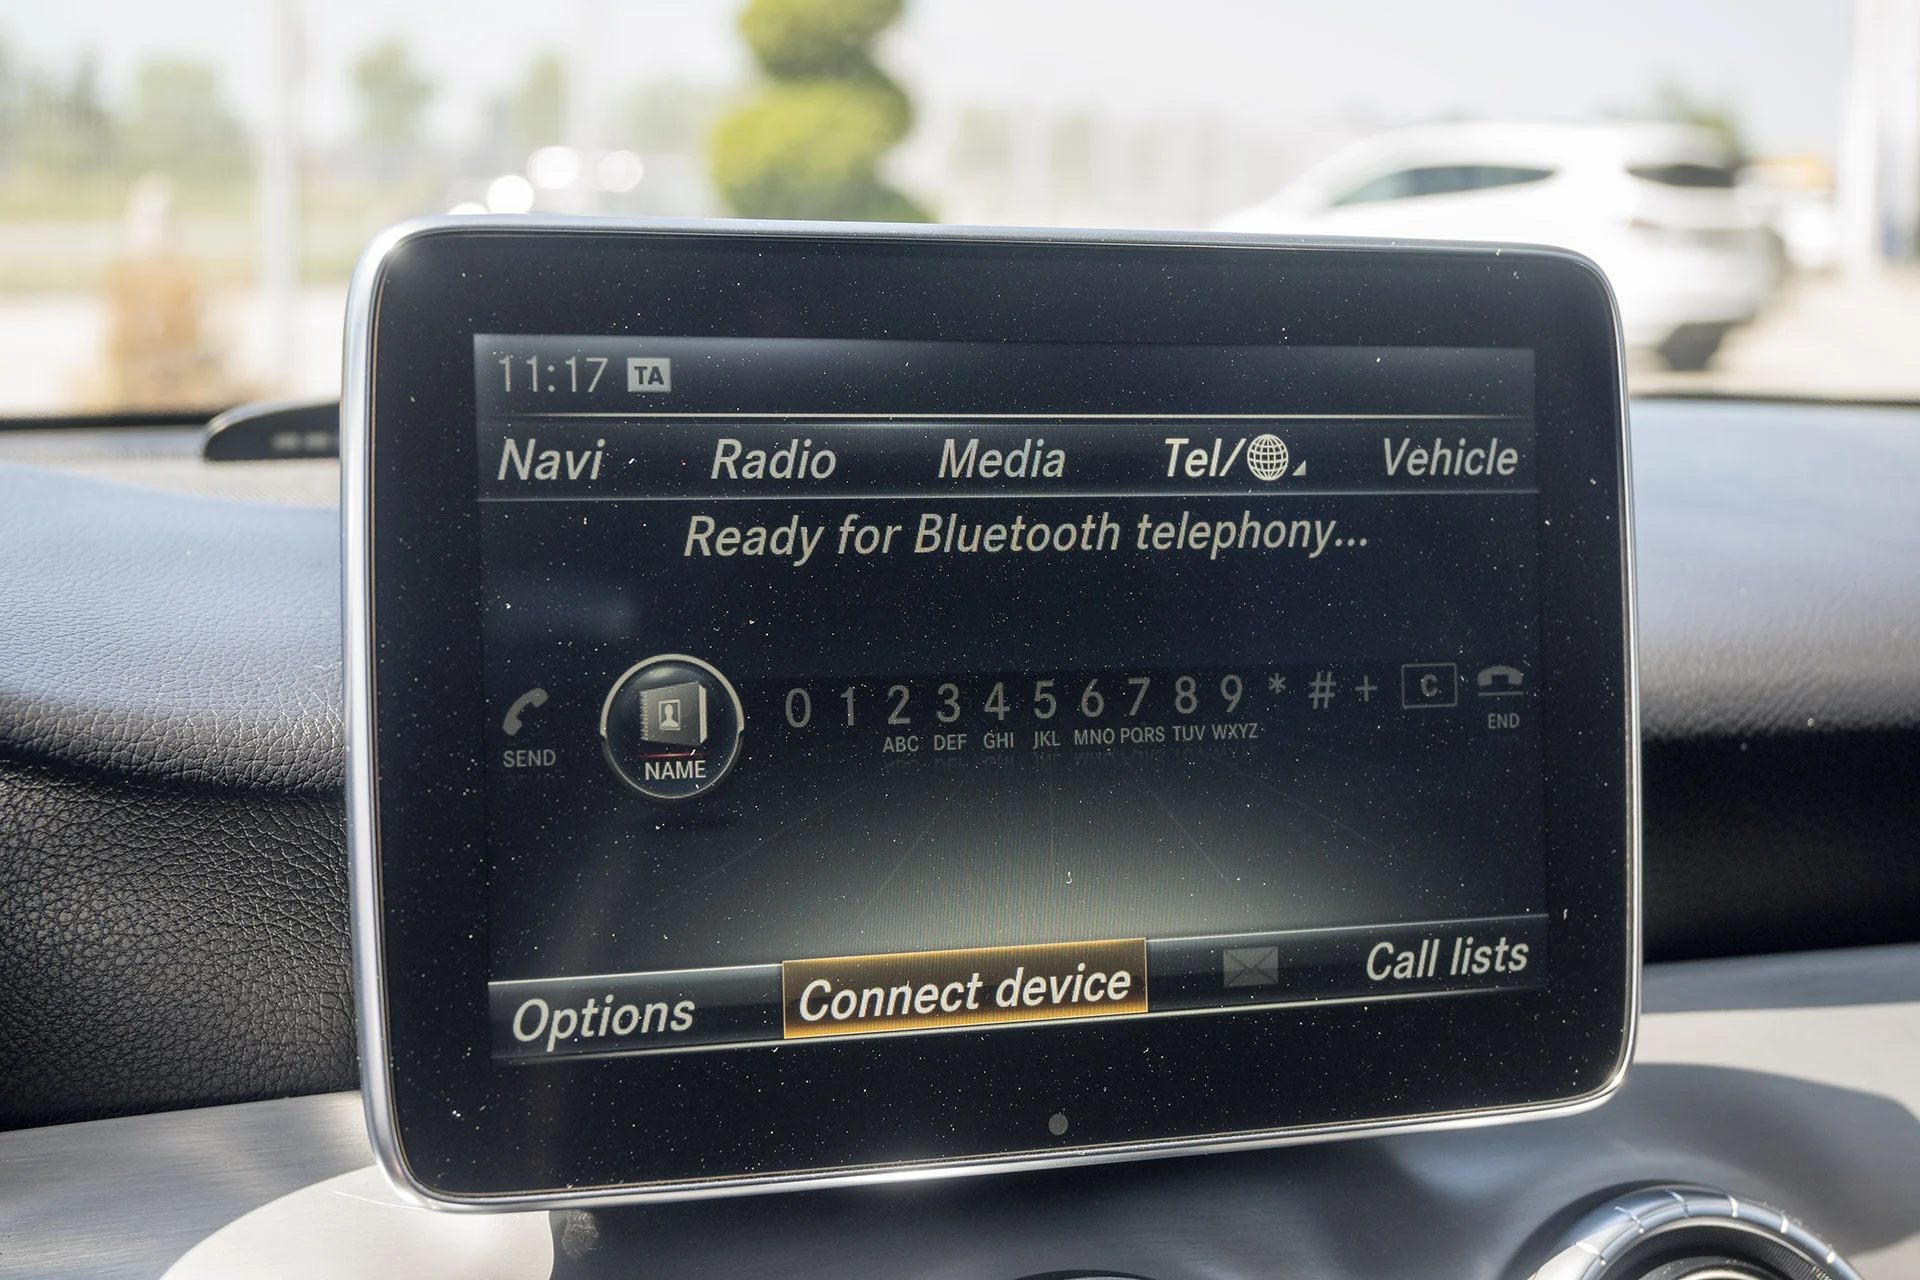 11:17 TA
Navi Radio Media Tel/ Vehicle
Ready for Bluetooth telephony...
0 1 2 3 4 5 6 7 8 9 * # + C
ABC DEF GHI JKL MNO PQRS TUV WXYZ
SEND NAME END
Options Connect device Call lists